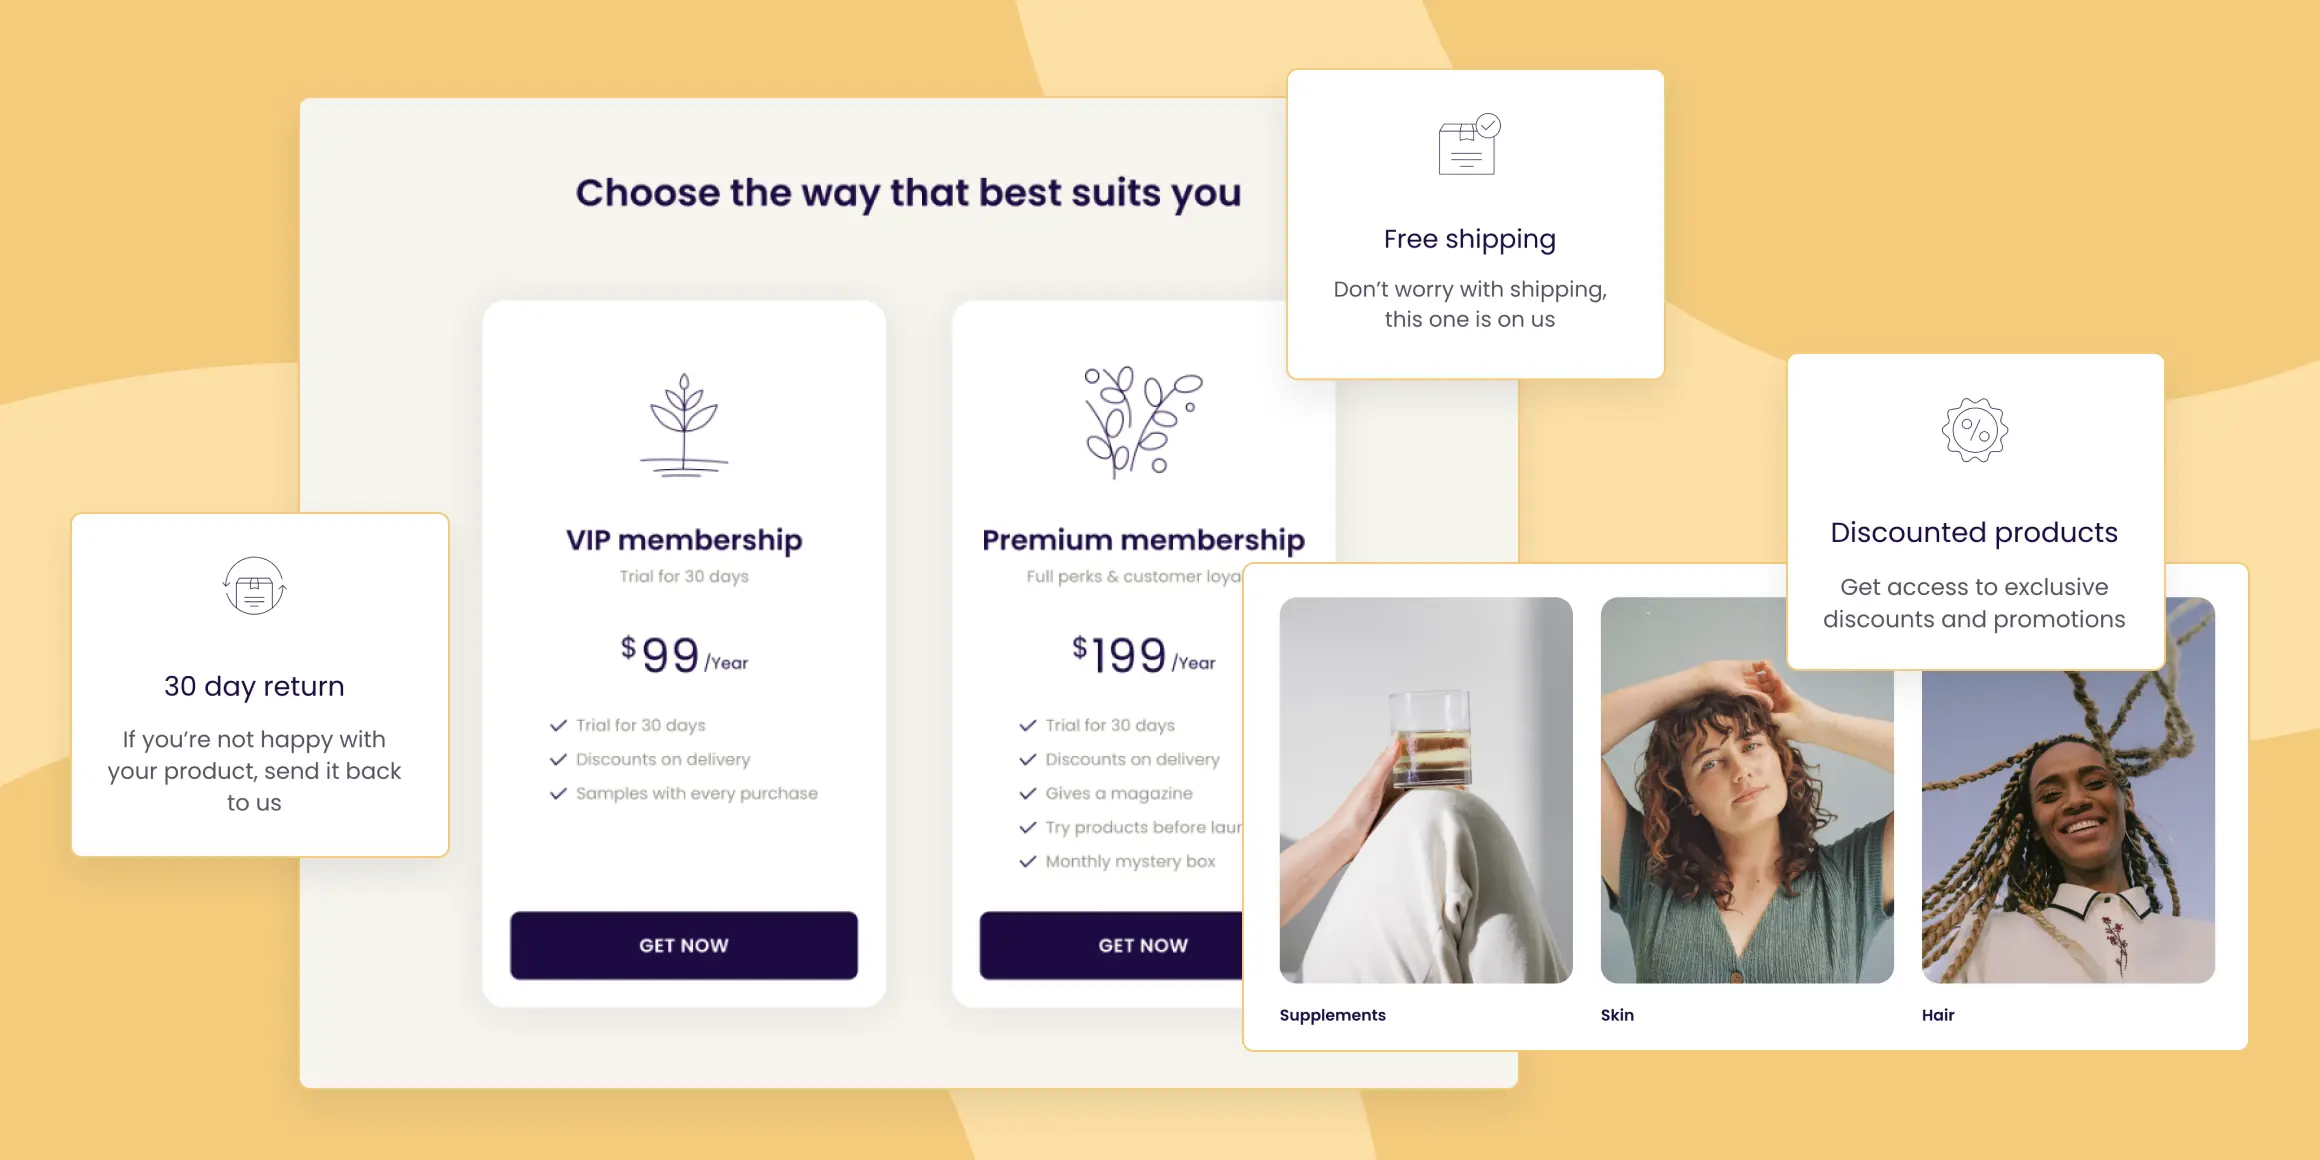 Choose the way that best suits you
Free shipping
Don't worry with shipping,
this one is on us
VIP membership
Trial for 30 days
$99/Year
Trial for 30 days
Discounts on delivery
Samples with every purchase
GET NOW
Premium membership
Full perks & customer
$199/Year
Trial for 30 days
Discounts on delivery
Gives a magazine
Try products before
Monthly mystery box
GET NOW
30 day return
If you're not happy with
your product, send it back
to us
Discounted products
Get access to exclusive
discounts and promotions
Supplements
Skin
Hair